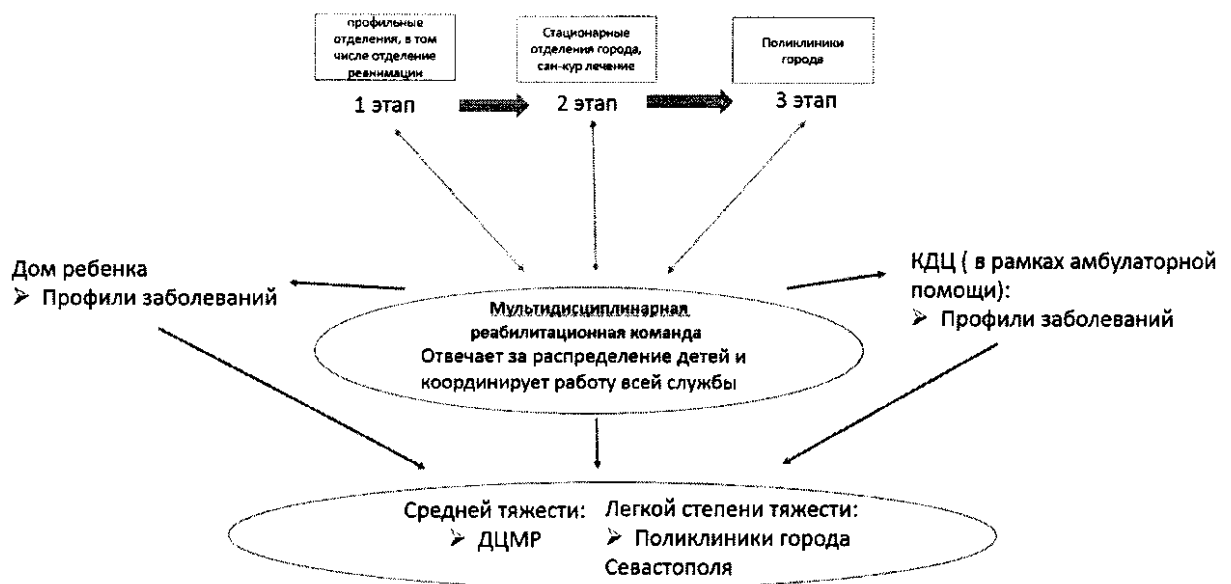 профильные
отделения, в том
числе отделение
реанимации
Стационарные
отделения города,
сан-кур лечение
Поликлиники
города
1 этап
2 этап
3 этап
Дом ребенка
➢ Профили заболеваний
КДЦ ( в рамках амбулаторной
помощи):
➢ Профили заболеваний
Мультидисциплинарная
реабилитационная команда
Отвечает за распределение детей и
координирует работу всей службы
Средней тяжести:
➢ ДЦМР
Легкой степени тяжести:
➢ Поликлиники города
Севастополя